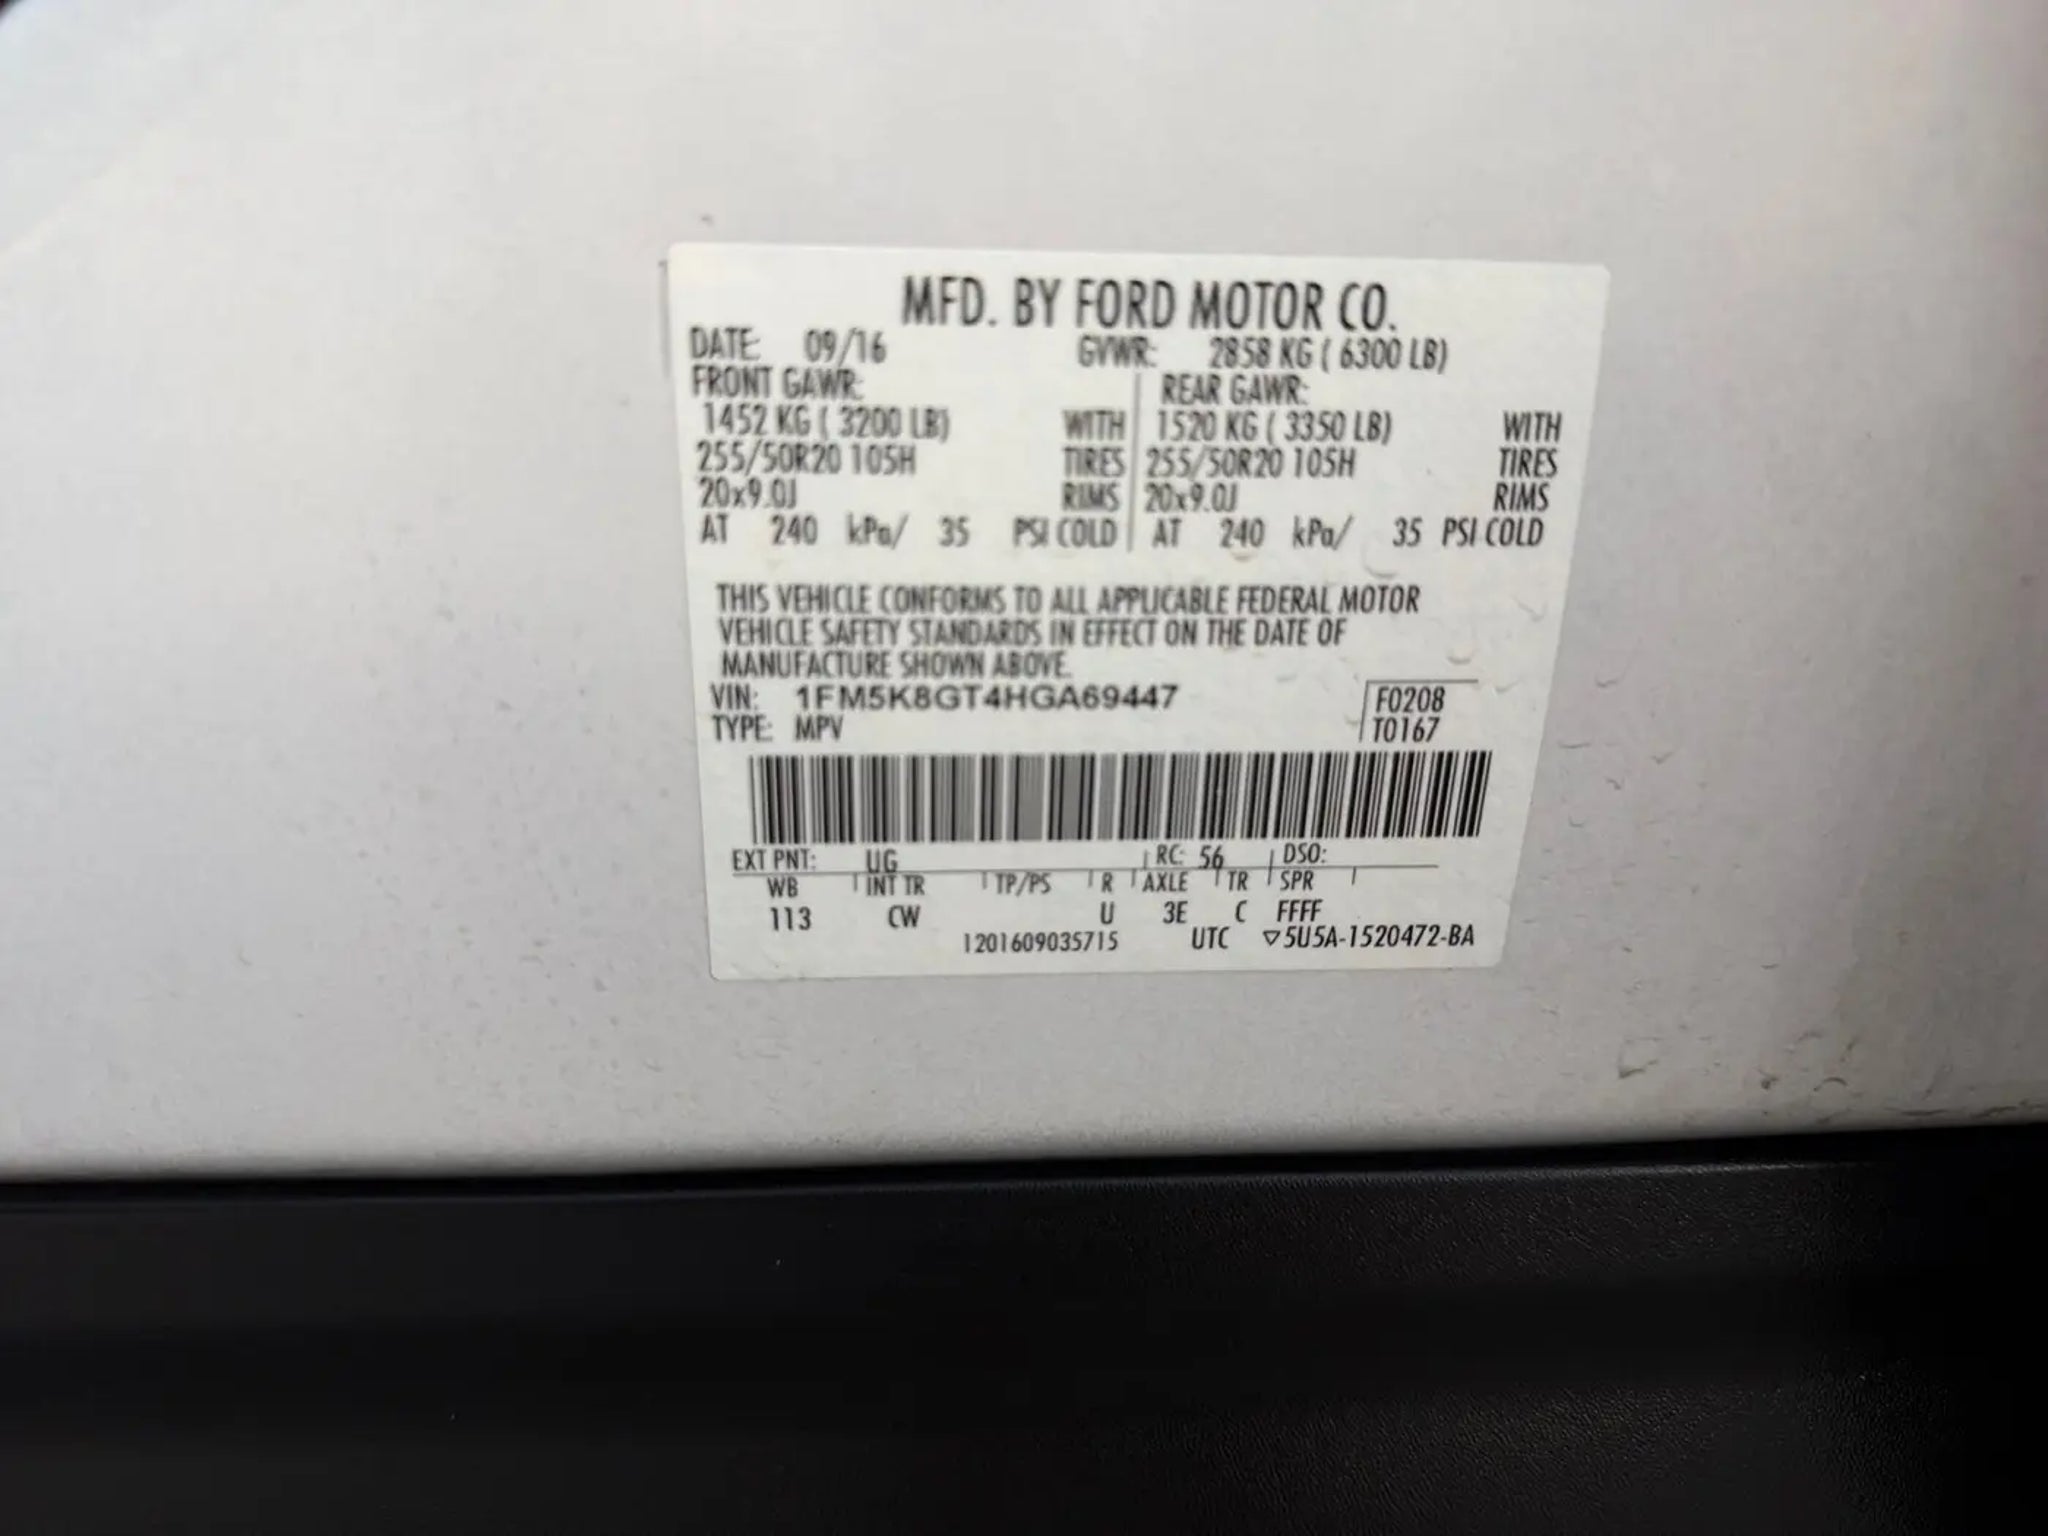 MFD. BY FORD MOTOR CO.
DATE: 09/16 GVWR: 2858 KG ( 6300 LB)
FRONT GAWR: REAR GAWR:
1452 KG ( 3200 LB) WITH 1520 KG ( 3350 LB) WITH
255/50R20 105H TIRES 255/50R20 105H TIRES
20x9.0J RIMS 20x9.0J RIMS
AT 240 kPa/ 35 PSI COLD AT 240 kPa/ 35 PSI COLD
THIS VEHICLE CONFORMS TO ALL APPLICABLE FEDERAL MOTOR
VEHICLE SAFETY STANDARDS IN EFFECT ON THE DATE OF
MANUFACTURE SHOWN ABOVE.
VIN: 1FM5K8GT4HGA69447 F0208
TYPE: MPV T0167
EXT PNT: UG RC: 56 DSO:
WB INT TR TP/PS R AXLE TR SPR
113 CW U 3E C FFFF
1201609035715 UTC ▽5U5A-1520472-BA